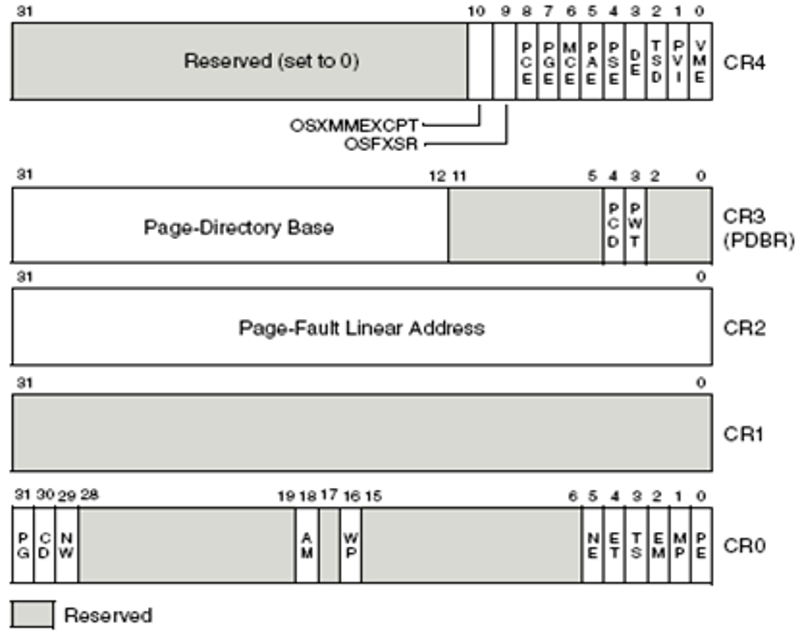 31 10 9 8 7 6 5 4 3 2 1 0
Reserved (set to 0) PCE PGE MCE PAE PSE DE TSD PVI VME CR4
OSXMMEXCPT
OSFXSR
31 12 11 5 4 3 2 0
Page-Directory Base PCD PWT CR3
(PDBR)
31 0
Page-Fault Linear Address CR2
31 0
CR1
31 30 29 28 19 18 17 16 15 6 5 4 3 2 1 0
PG CD NW AM WP NE ET TS EM MP PE CR0
Reserved